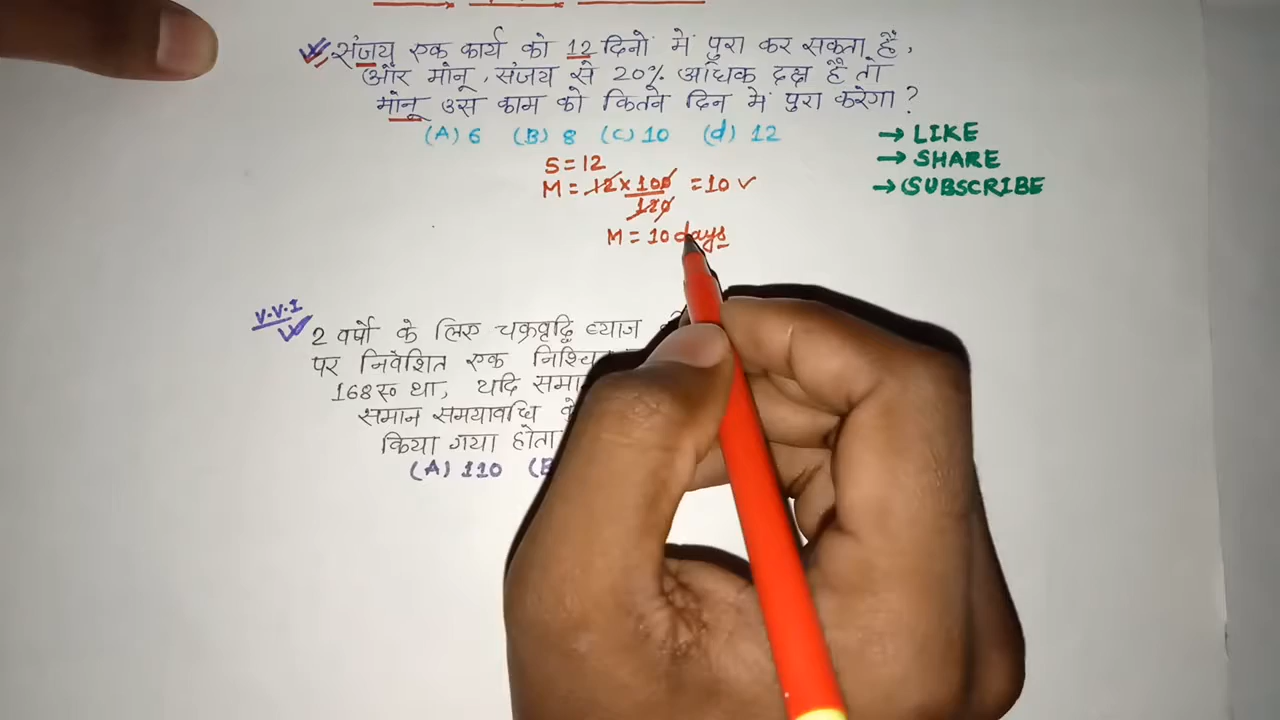 संजय एक कार्य को 12 दिनों में पुरा कर सकता हैं,
और मोनू, संजय से 20% अधिक दक्ष है तो
मोनू उस काम को कितने दिन में पुरा करेगा?
(A) 6 (B) 8 (C) 10 (d) 12
→ LIKE
→ SHARE
→ SUBSCRIBE
S = 12
M = 12 × 100 = 10 ✓
120
M = 10 days
V.V.I
2 वर्षो के लिए चक्रवृद्धि ब्याज
पर निवेशित एक
168रु० था, यदि
समान समयावधि
किया गया होता
(A) 110 (B